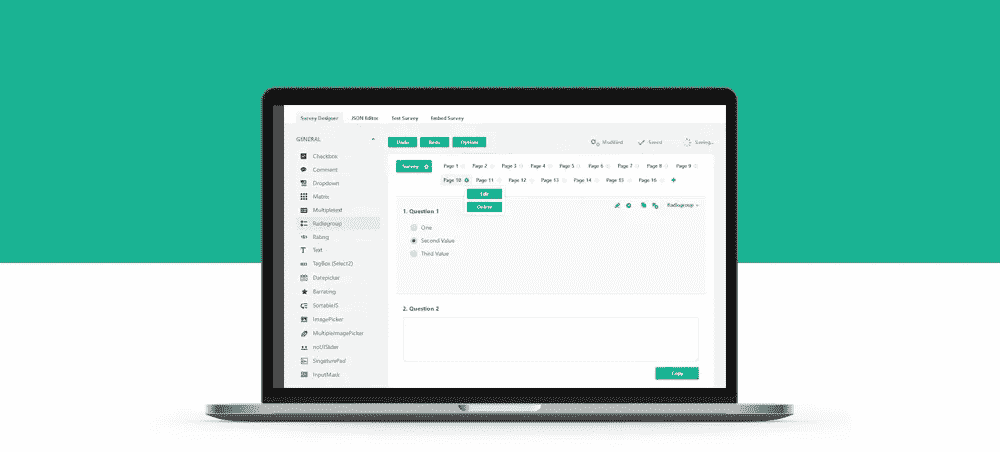 Survey Designer JSON Editor Test Survey Embed Survey
GENERAL
Undo Redo Options
Saved Saving...
Survey Page 1 Page 2 Page 3 Page 4 Page 5 Page 6 Page 7 Page 8 Page 9
Page 10 Page 11 Page 12 Page 13 Page 14 Page 15 Page 16
Edit
Delete
Checkbox
Comment
Dropdown
Matrix
Multipletext
Radiogroup
Rating
Text
TagBox (Select2)
Datepicker
Barrating
SortableJS
ImagePicker
MultipleImagePicker
noUiSlider
SingaturePad
InputMask
1. Question 1
Radiogroup
One
Second Value
Third Value
2. Question 2
Copy